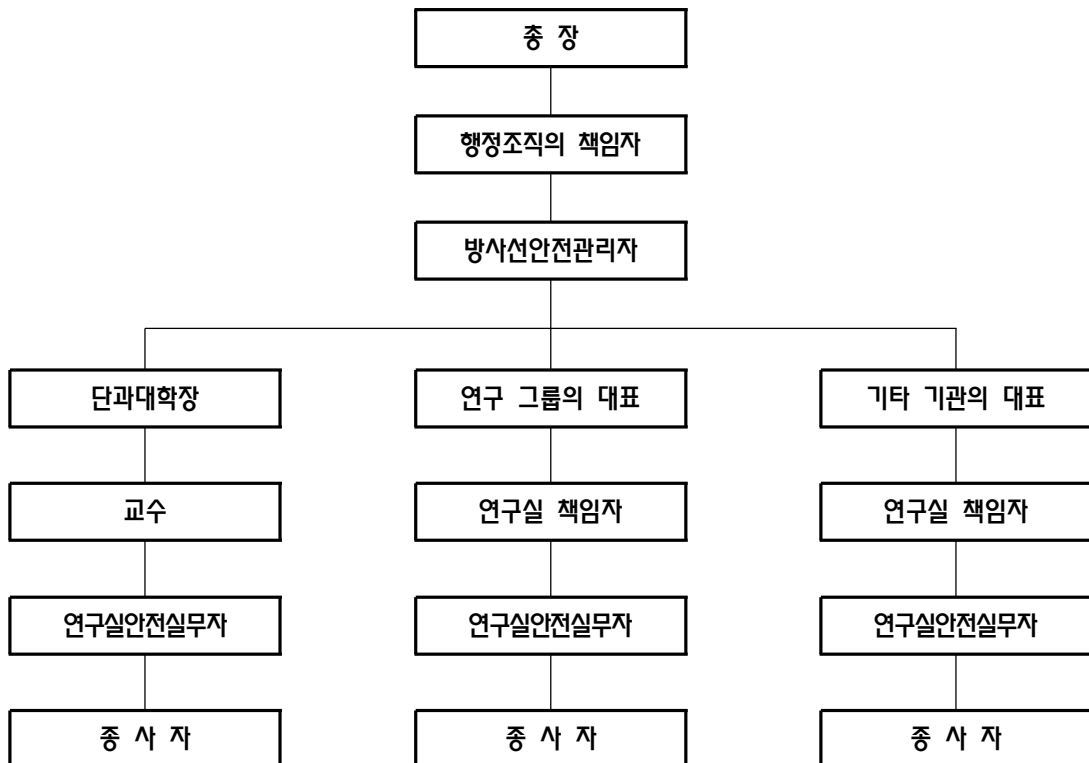 총 장
행정조직의 책임자
방사선안전관리자
단과대학장 연구 그룹의 대표 기타 기관의 대표
교수 연구실 책임자 연구실 책임자
연구실안전실무자 연구실안전실무자 연구실안전실무자
종 사 자 종 사 자 종 사 자